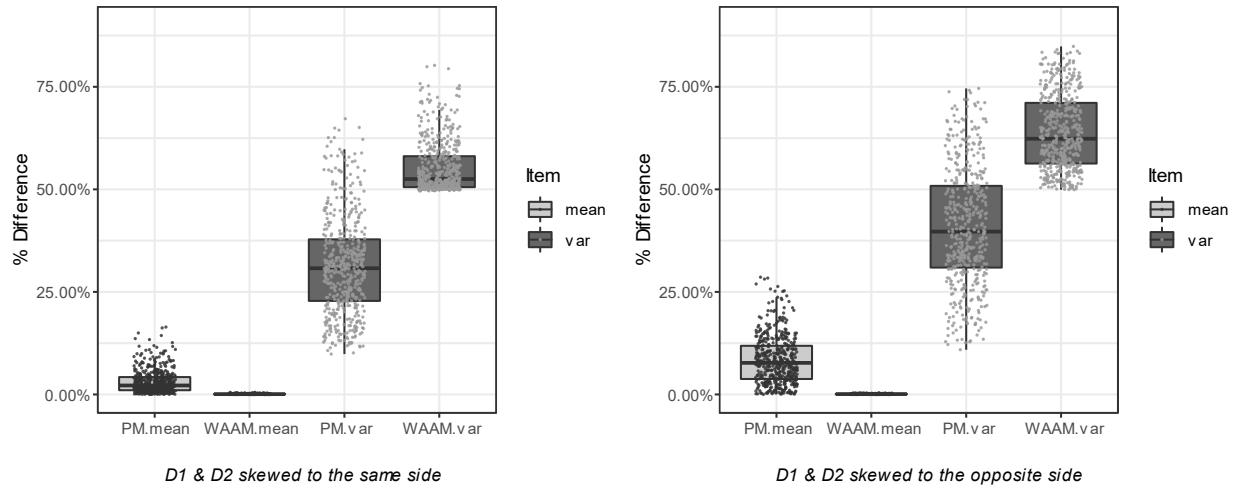 % Difference
75.00%
50.00%
25.00%
0.00%
PM.mean WAAM.mean PM.var WAAM.var
Item
mean
var
D1 & D2 skewed to the same side
% Difference
75.00%
50.00%
25.00%
0.00%
PM.mean WAAM.mean PM.var WAAM.var
Item
mean
var
D1 & D2 skewed to the opposite side